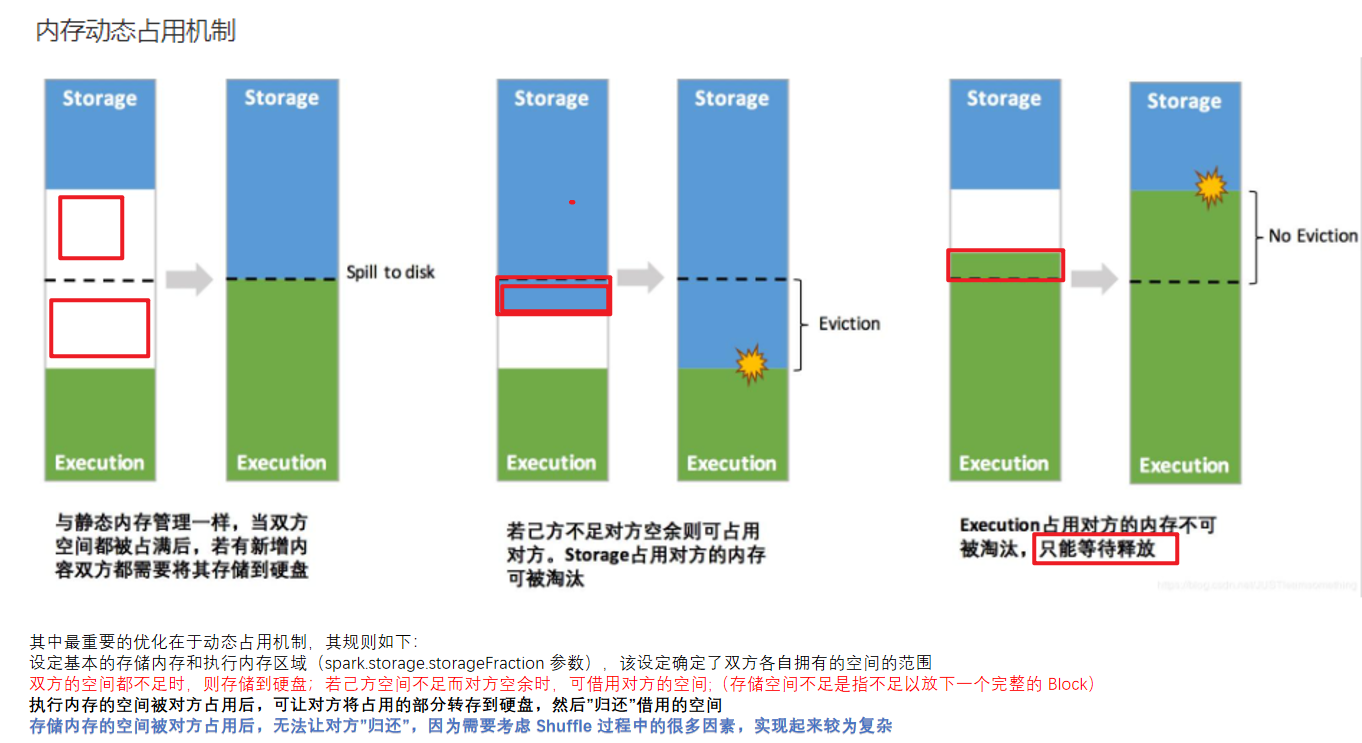 内存动态占用机制
Storage
Storage
Spill to disk
Execution
Execution
与静态内存管理一样，当双方
空间都被占满后，若有新增内
容双方都需要将其存储到硬盘
Storage
Storage
Eviction
Execution
Execution
若己方不足对方空余则可占用
对方。Storage占用对方的内存
可被淘汰
Storage
Storage
No Eviction
Execution
Execution
Execution占用对方的内存不可
被淘汰，只能等待释放
其中最重要的优化在于动态占用机制，其规则如下：
设定基本的存储内存和执行内存区域（spark.storage.storageFraction 参数），该设定确定了双方各自拥有的空间的范围
双方的空间都不足时，则存储到硬盘；若己方空间不足而对方空余时，可借用对方的空间;（存储空间不足是指不足以放下一个完整的 Block）
执行内存的空间被对方占用后，可让对方将占用的部分转存到硬盘，然后”归还”借用的空间
存储内存的空间被对方占用后，无法让对方"归还"，因为需要考虑 Shuffle 过程中的很多因素，实现起来较为复杂